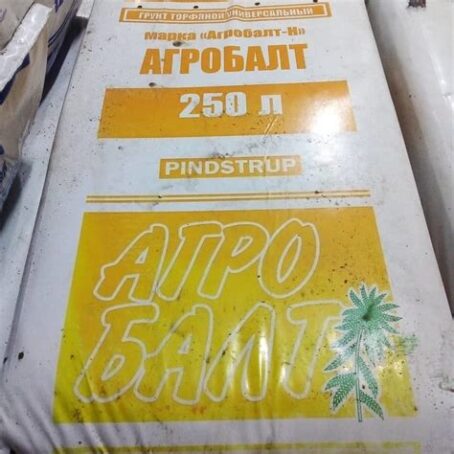 ГРУНТ ТОРФЯНОЙ УНИВЕРСАЛЬНЫЙ
марка «Агробалт-Н»
АГРОБАЛТ
250 л
PINDSTRUP
АГРО
БАЛТ